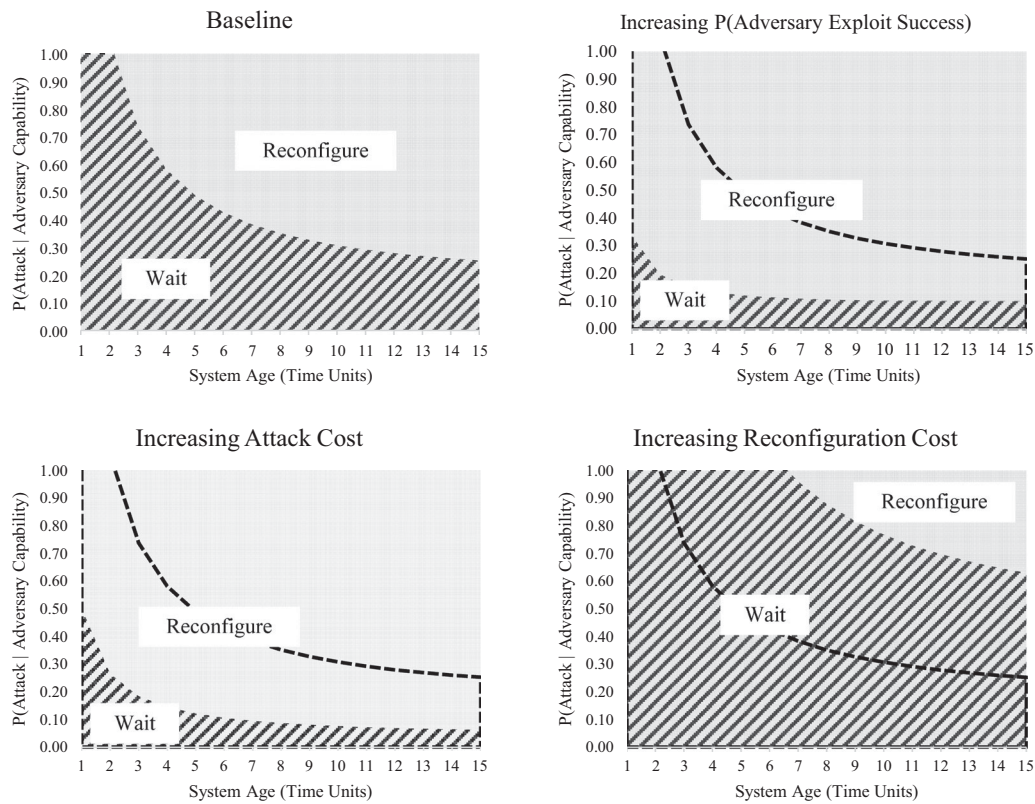 Baseline
P(Attack | Adversary Capability)
1.00
0.90
0.80
0.70
0.60
0.50
0.40
0.30
0.20
0.10
0.00
Reconfigure
Wait
1 2 3 4 5 6 7 8 9 10 11 12 13 14 15
System Age (Time Units)
Increasing P(Adversary Exploit Success)
P(Attack | Adversary Capability)
1.00
0.90
0.80
0.70
0.60
0.50
0.40
0.30
0.20
0.10
0.00
Reconfigure
Wait
1 2 3 4 5 6 7 8 9 10 11 12 13 14 15
System Age (Time Units)
Increasing Attack Cost
P(Attack | Adversary Capability)
1.00
0.90
0.80
0.70
0.60
0.50
0.40
0.30
0.20
0.10
0.00
Reconfigure
Wait
1 2 3 4 5 6 7 8 9 10 11 12 13 14 15
System Age (Time Units)
Increasing Reconfiguration Cost
P(Attack | Adversary Capability)
1.00
0.90
0.80
0.70
0.60
0.50
0.40
0.30
0.20
0.10
0.00
Reconfigure
Wait
1 2 3 4 5 6 7 8 9 10 11 12 13 14 15
System Age (Time Units)